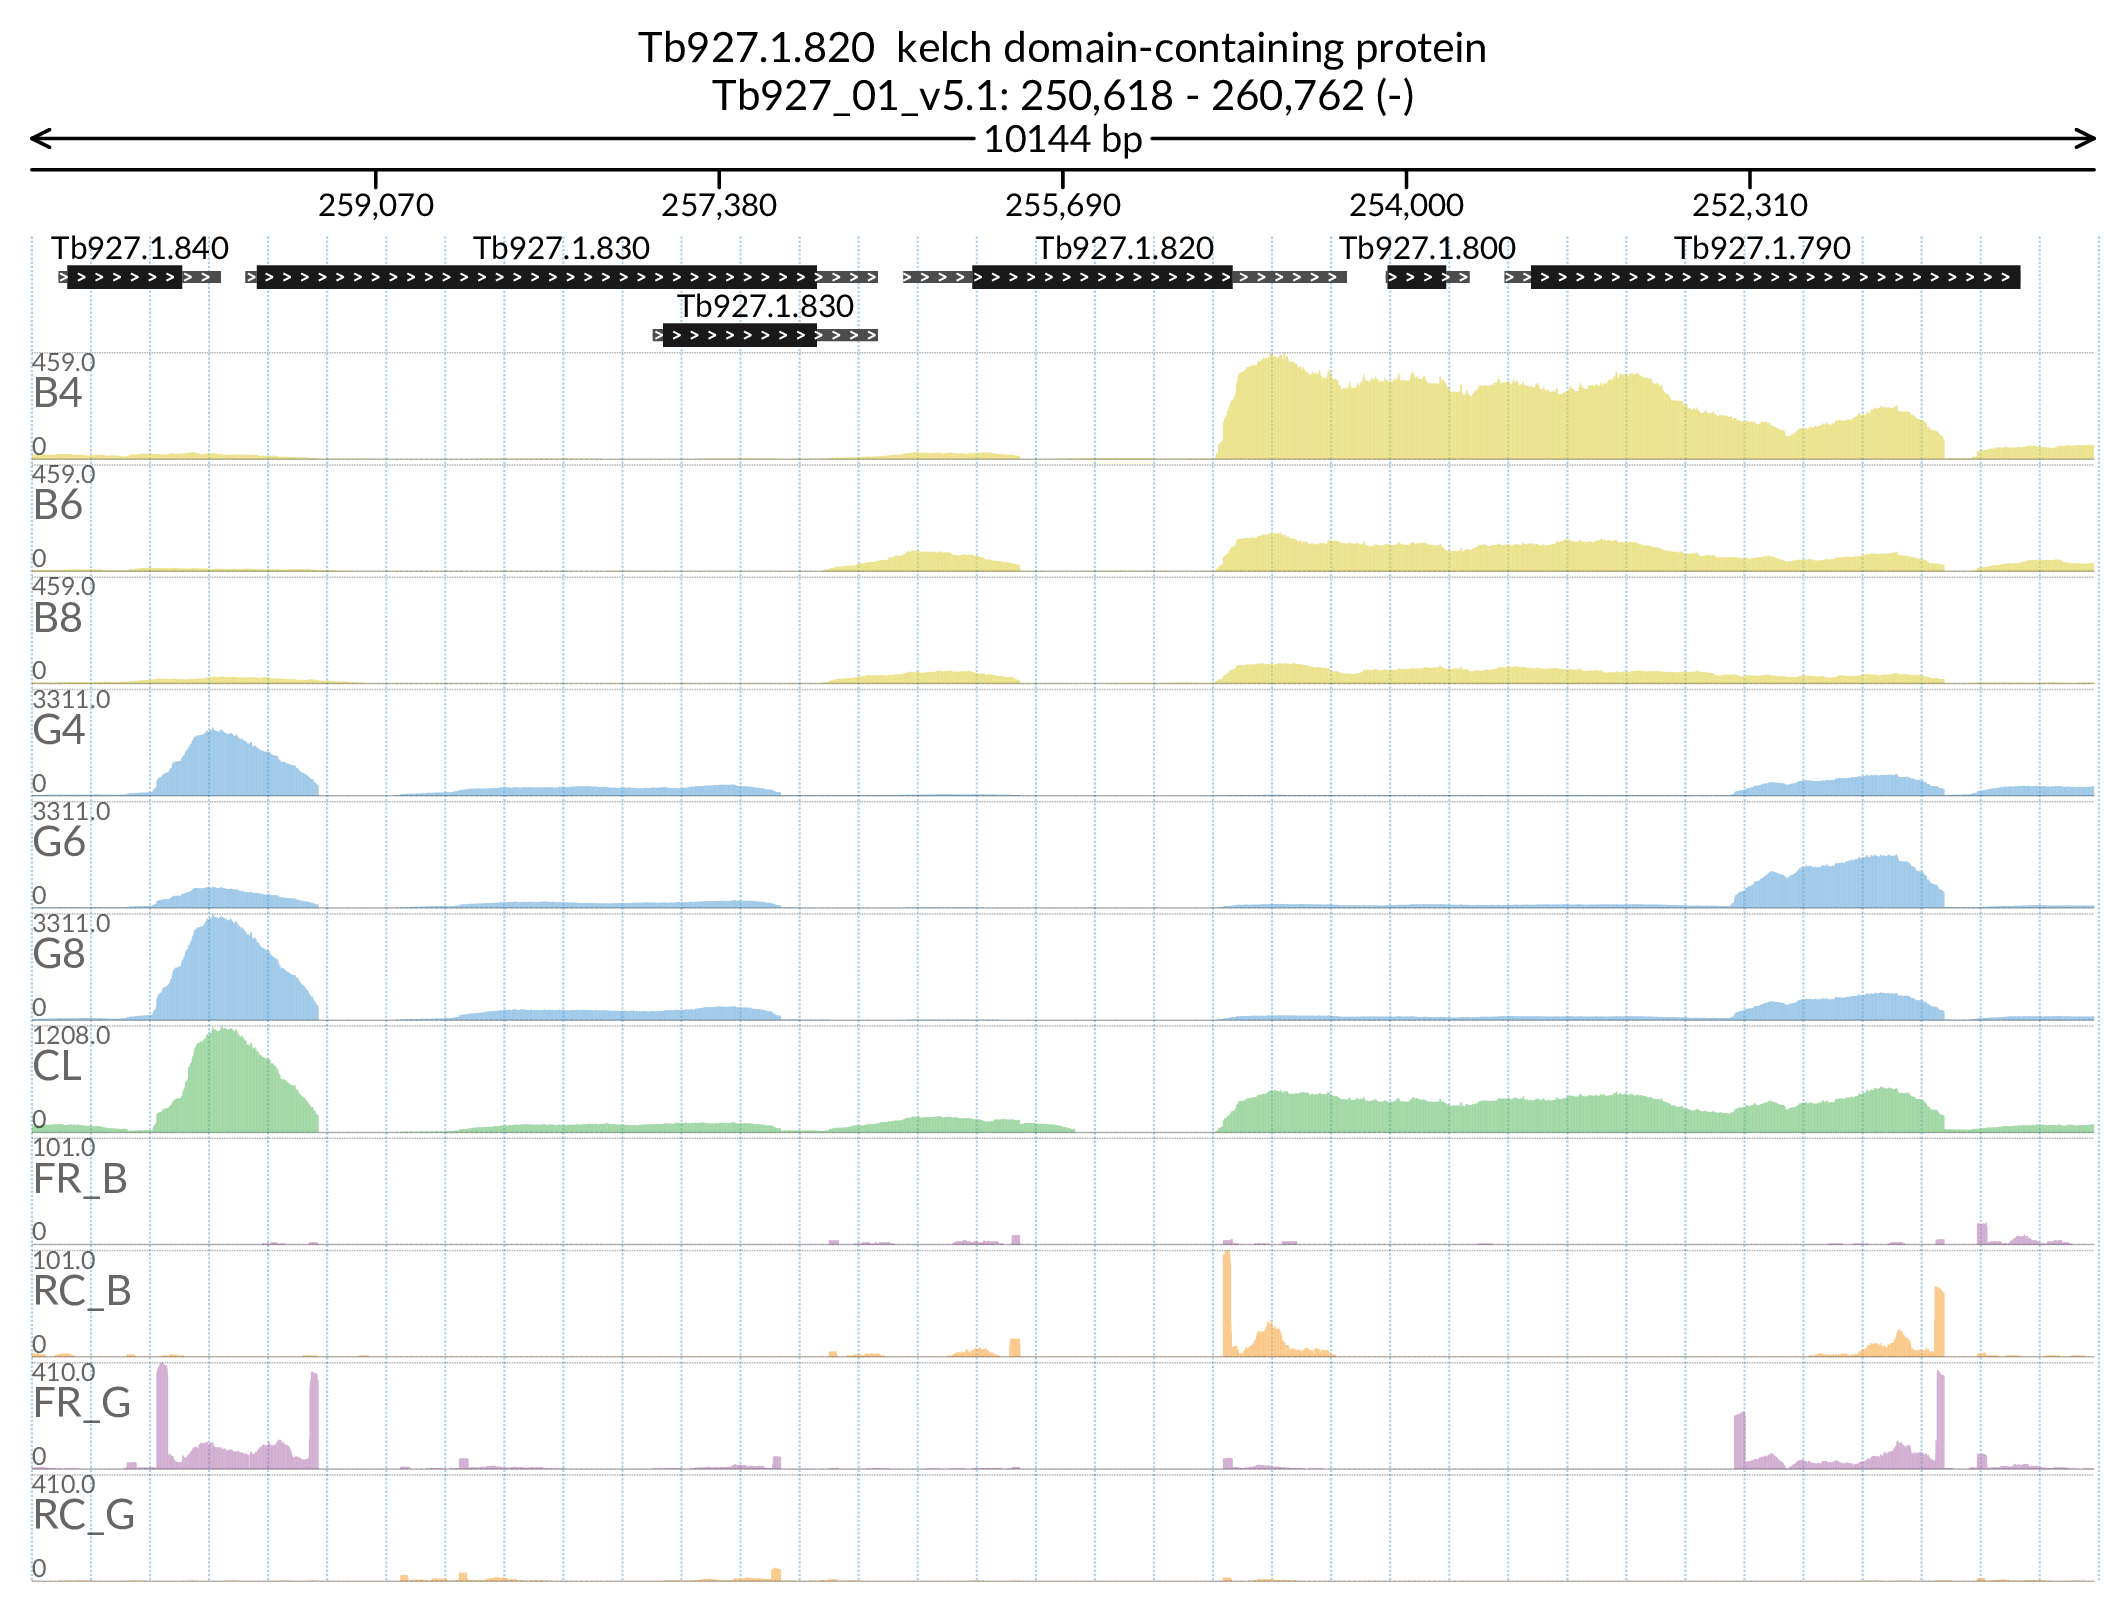 Tb927.1.820 kelch domain-containing protein
Tb927_01_v5.1: 250,618 - 260,762 (-)
10144 bp
259,070 257,380 255,690 254,000 252,310
Tb927.1.840 Tb927.1.830 Tb927.1.820 Tb927.1.800 Tb927.1.790
Tb927.1.830
459.0
B4
0
459.0
B6
0
459.0
B8
0
3311.0
G4
0
3311.0
G6
0
3311.0
G8
0
1208.0
CL
0
101.0
FR_B
0
101.0
RC_B
0
410.0
FR_G
0
410.0
RC_G
0